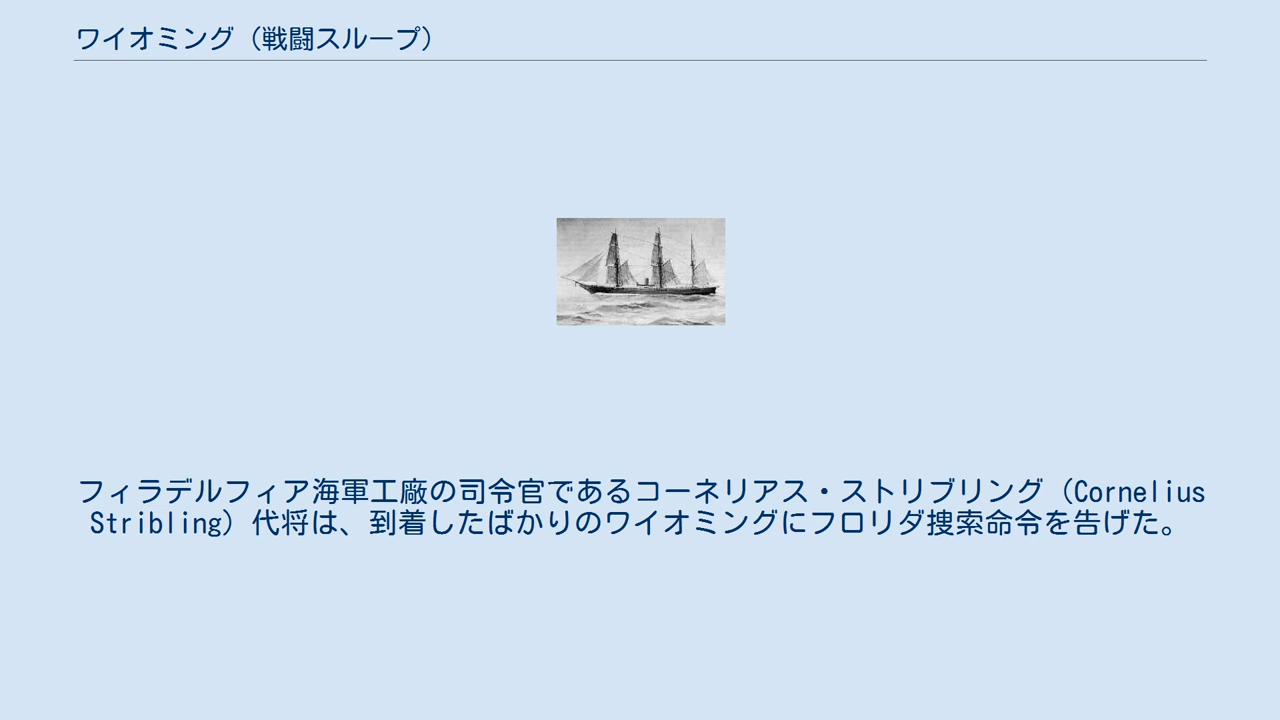 ワイオミング（戦闘スループ）
フィラデルフィア海軍工廠の司令官であるコーネリアス・ストリブリング（Cornelius
Stribling）代将は、到着したばかりのワイオミングにフロリダ捜索命令を告げた。